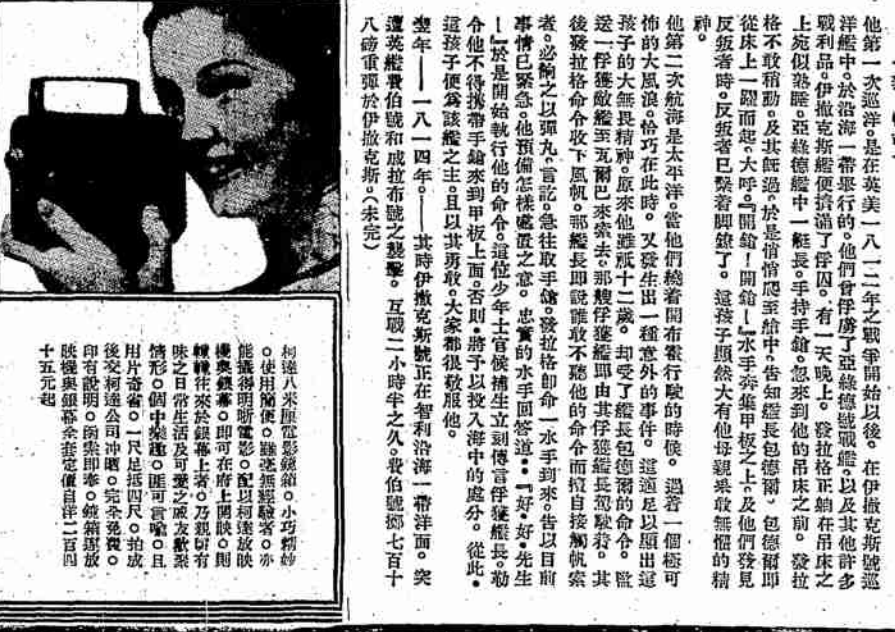 他第一次巡洋。是在英美一八一二年之戰爭開始以後。在伊撒克斯號巡
洋艦中。於沿海一帶舉行的。他們曾俘虜了亞綠德號戰艦。以及其他許多
戰利品。伊撒克斯艦便擠滿了俘囚。有一天晚上。發拉格正躺在吊床之
上。宛似熟睡。亞綠德艦中一艇長。手持手鎗。忽來到他的吊床之前。發拉
格不敢稍動。及其既過。於是悄悄爬至艙中。告知艦長包德爾。包德爾即
從床上一躍而起。大呼。『開鎗!開鎗!』水手奔集甲板之上。及他們發見
反叛者時。反叛者已繫着脚鐐了。這孩子顯然大有他母親果敢無懼的精
神。
他第二次航海是太平洋。當他們繞着開布霍行駛的時候。遇着一個極可
怖的大風浪。恰巧在此時。又發生出一種意外的事件。這適足以顯出這
孩子的大無畏精神。原來他雖祇十二歲。却受了艦長包德爾的命令。監
送一俘獲敵艦至瓦爾巴來索去。那艘俘獲艦即由其俘獲艦長駕駛着。其
後發拉格命令收下風帆。那艦長即說誰敢不聽他的命令而擅自接觸帆索
者。必餉之以彈丸。言訖。急往取手鎗。發拉格即命一水手到來。告以目前
事情已緊急。他預備怎樣處置之意。忠實的水手回答道。『好。好。先生
!』於是開始執行他的命令。這位少年士官候補生立刻傳言俘獲艦長。勒
令他不得攜帶手鎗來到甲板上面。否則。將予以投入海中的處分。從此。
這孩子便爲該艦之主。且以其勇敢。大家都很敬服他。
翌年——一八一四年。——其時伊撒克斯號正在智利沿海一帶洋面。突
遭英艦費伯號和威拉布號之襲擊。互戰二小時半之久。費伯號擲七百十
八磅重彈於伊撒克斯。(未完)
柯達八米厘電影鏡箱。小巧精妙
。使用簡便。雖毫無經驗者。亦
能攝得明晰電影。配以柯達放映
機與銀幕。即可在府上開映。則
轉轉往來於銀幕上者。乃親切有
味之日常生活及可愛之戚友歡聚
情形。個中樂趣。匪可言喻。且
用片奇省。一尺足抵四尺。拍成
後交柯達公司冲曬。完全免費。
印有說明。函索即奉。鏡箱連放
映機與銀幕全套定價自洋二百四
十五元起